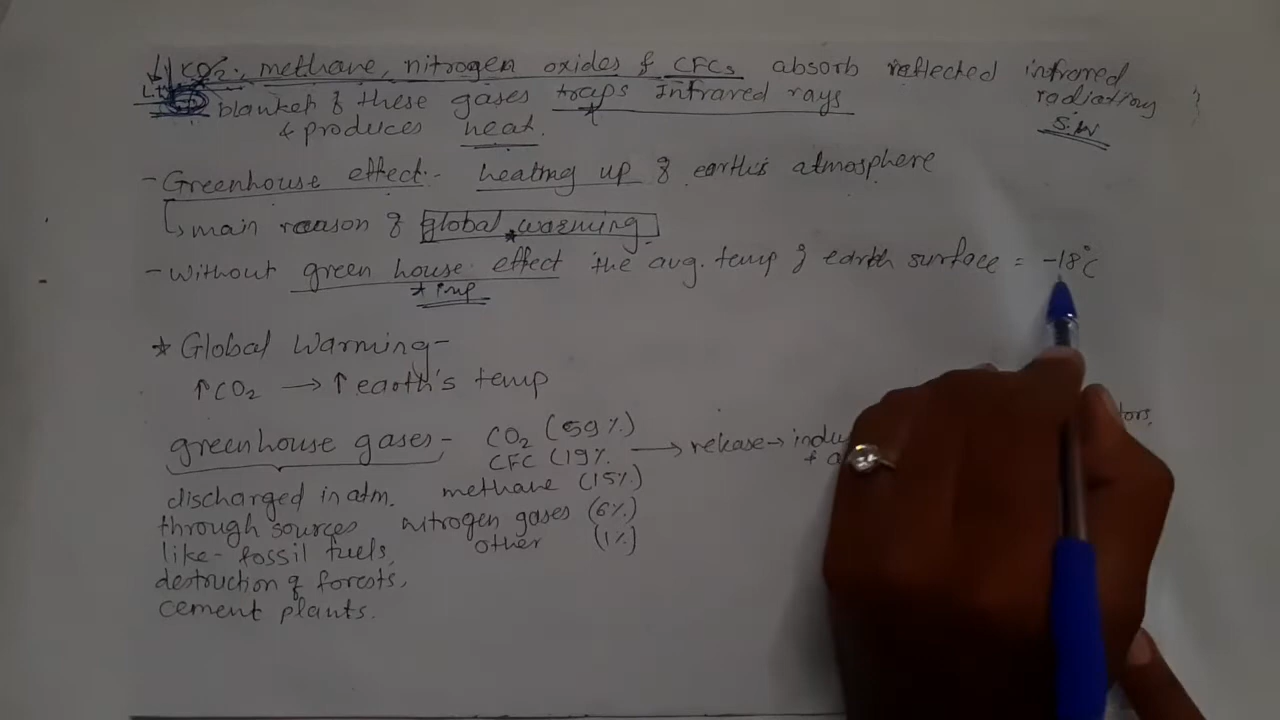 CO2, methane, nitrogen oxides & CFCs absorb reflected infrared radiations
blanket of these gases traps Infrared rays S.W
& produces heat.
- Greenhouse effect - heating up of earth's atmosphere
main reason of global warming
- Without green house effect the avg. temp of earth surface = -18°C
* Imp
* Global Warming -
↑CO2 → ↑ earth's temp
greenhouse gases - CO2 (59%)
CFC (19%. → release →
discharged in atm. methane (15%)
through sources nitrogen gases (6%)
like - fossil fuels, other (1%)
destruction of forests,
cement plants.